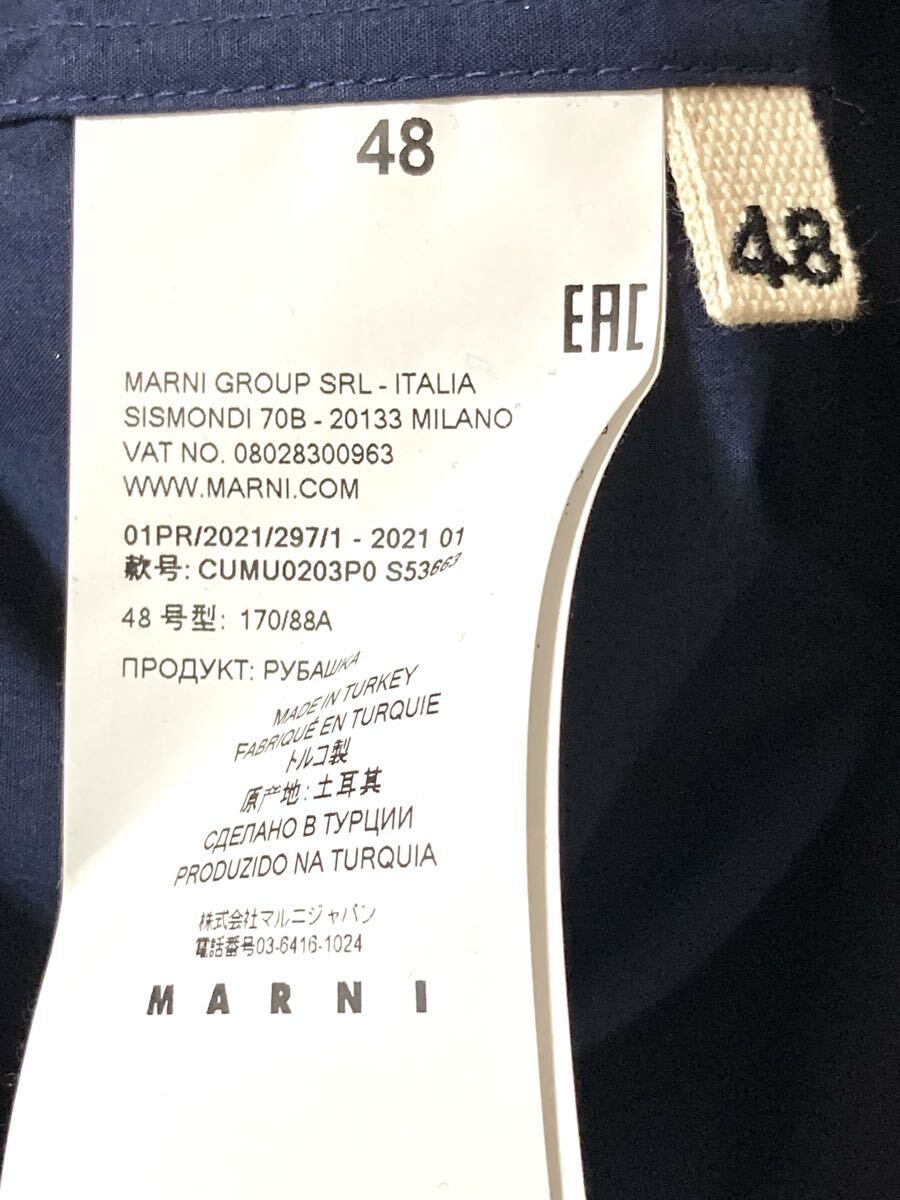 48
48
EAC
MARNI GROUP SRL - ITALIA
SISMONDI 70B - 20133 MILANO
VAT NO. 08028300963
WWW.MARNI.COM
01PR/2021/297/1 - 2021 01
款号: CUMU0203P0 S53663
48 号型: 170/88A
ПРОДУКТ: РУБАШКА
MADE IN TURKEY
FABRIQUÉ EN TURQUIE
トルコ製
原产地: 土耳其
СДЕЛАНО В ТУРЦИИ
PRODUZIDO NA TURQUIA
株式会社マルニジャパン
電話番号03-6416-1024
MARNI